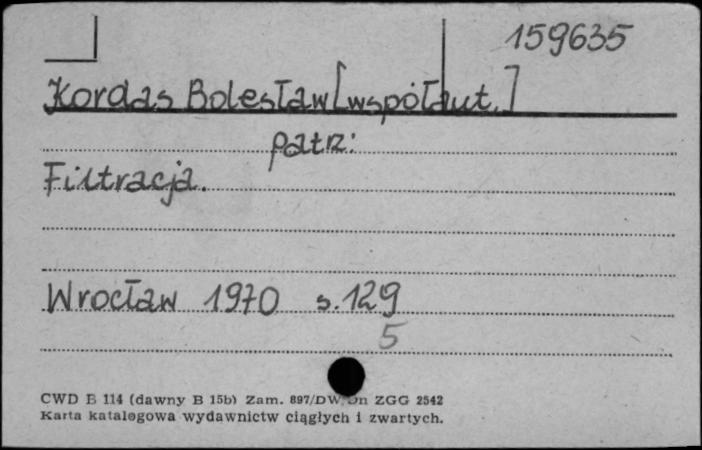 159635
Kordas Bolesław [współaut.]
patrz:
Filtracja.
Wrocław 1970 s. 129
5
CWD B 114 (dawny B 15b) Zam. 897/DW/Dn ZGG 2542
Karta katalogowa wydawnictw ciągłych i zwartych.